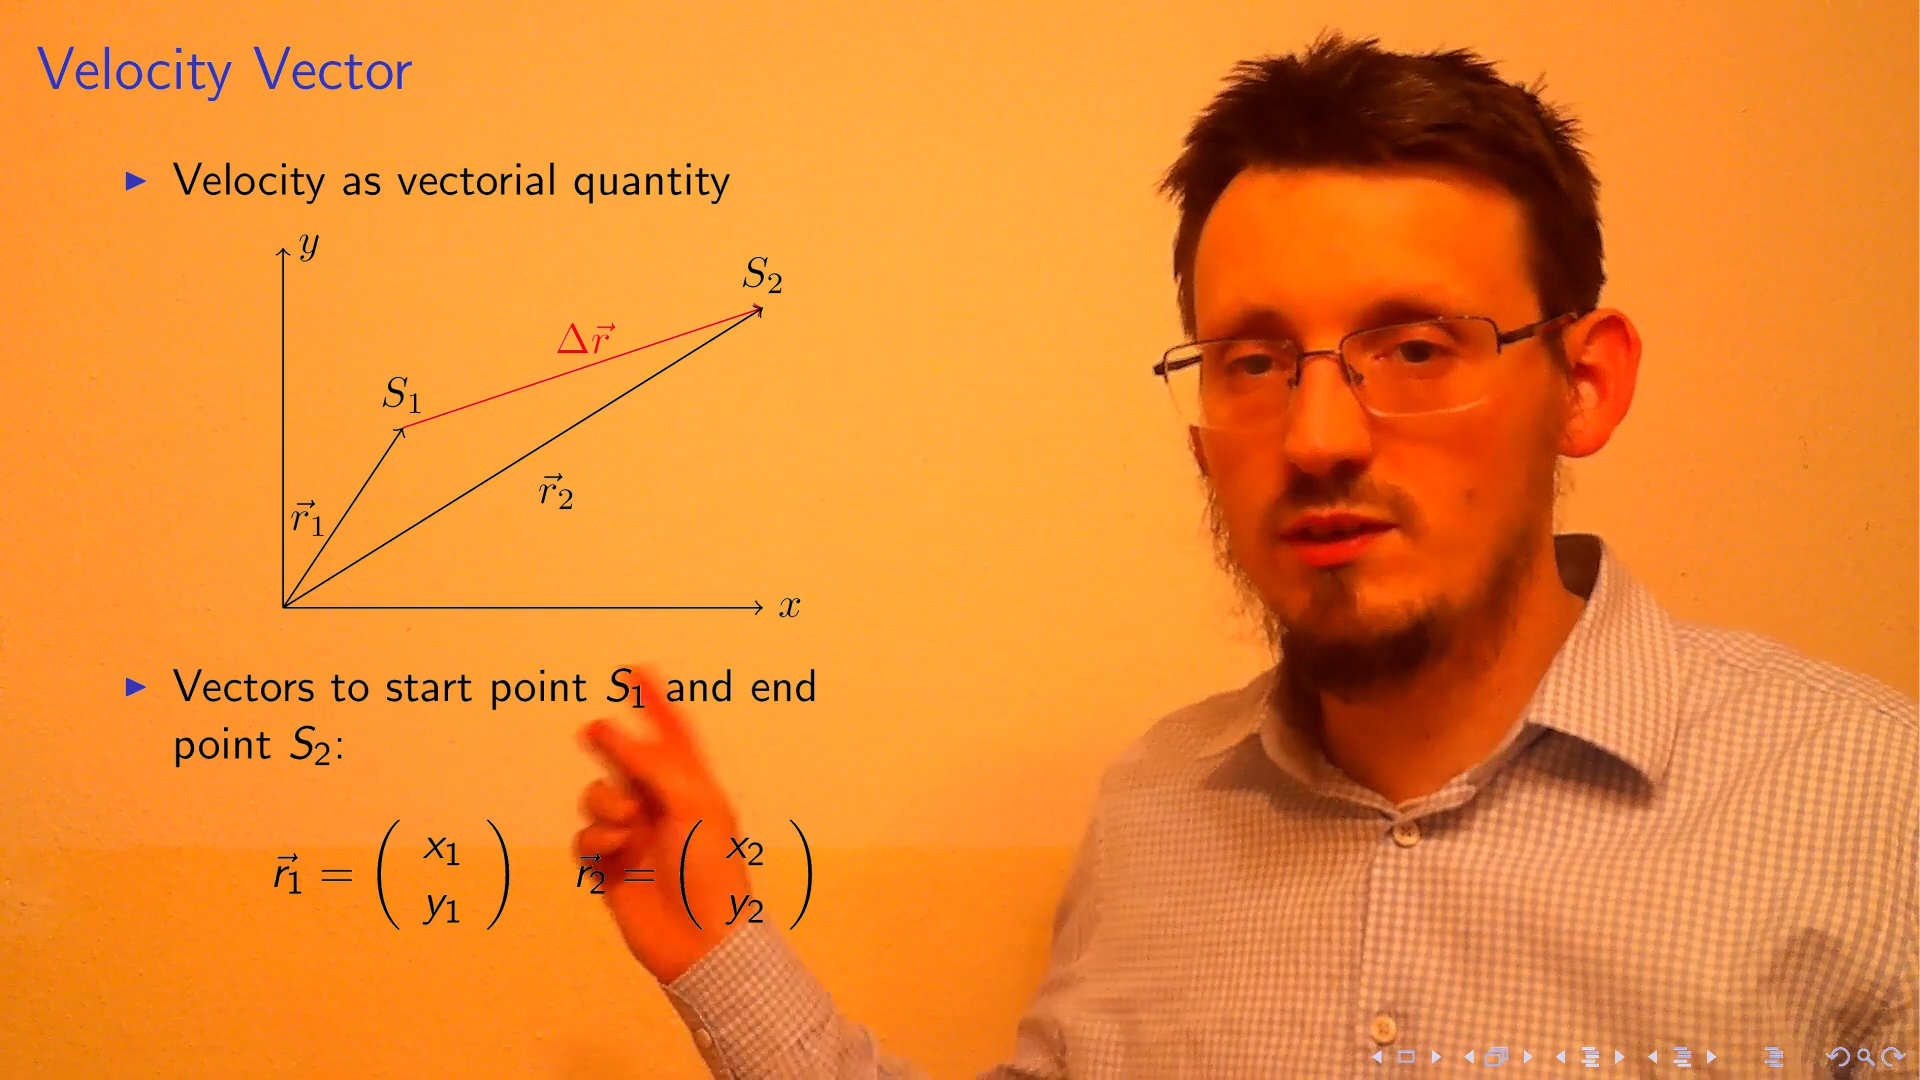 Velocity Vector
Velocity as vectorial quantity
y
S₂
Δr⃗
S₁
r⃗₂
r⃗₁
x
Vectors to start point S₁ and end
point S₂:
r⃗₁ = ( x₁ y₁ ) r⃗₂ = ( x₂ y₂ )